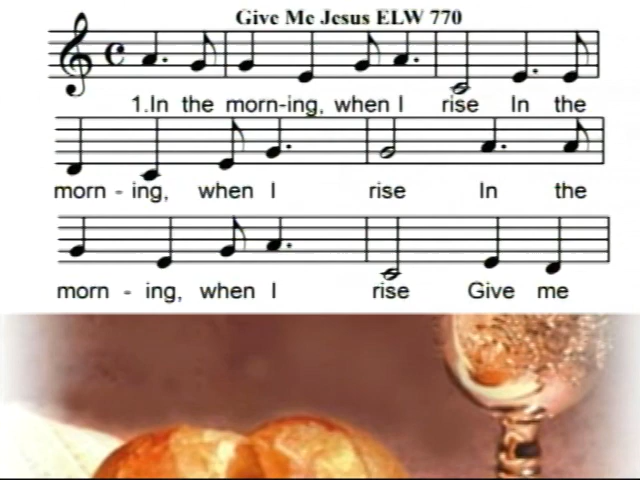 Give Me Jesus ELW 770
1.In the morn-ing, when I rise In the
morn - ing, when I rise In the
morn - ing, when I rise Give me